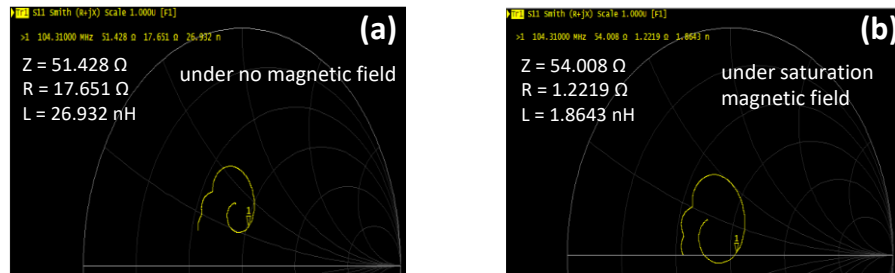 Tr1 S11 Smith (R+jX) Scale 1.000U [F1]
>1 104.31000 MHz 51.428 Ω 17.651 Ω 26.932 n
(a)
Z = 51.428 Ω
R = 17.651 Ω
L = 26.932 nH
under no magnetic field
1
Tr1 S11 Smith (R+jX) Scale 1.000U [F1]
>1 104.31000 MHz 54.008 Ω 1.2219 Ω 1.8643 n
(b)
Z = 54.008 Ω
R = 1.2219 Ω
L = 1.8643 nH
under saturation
magnetic field
1